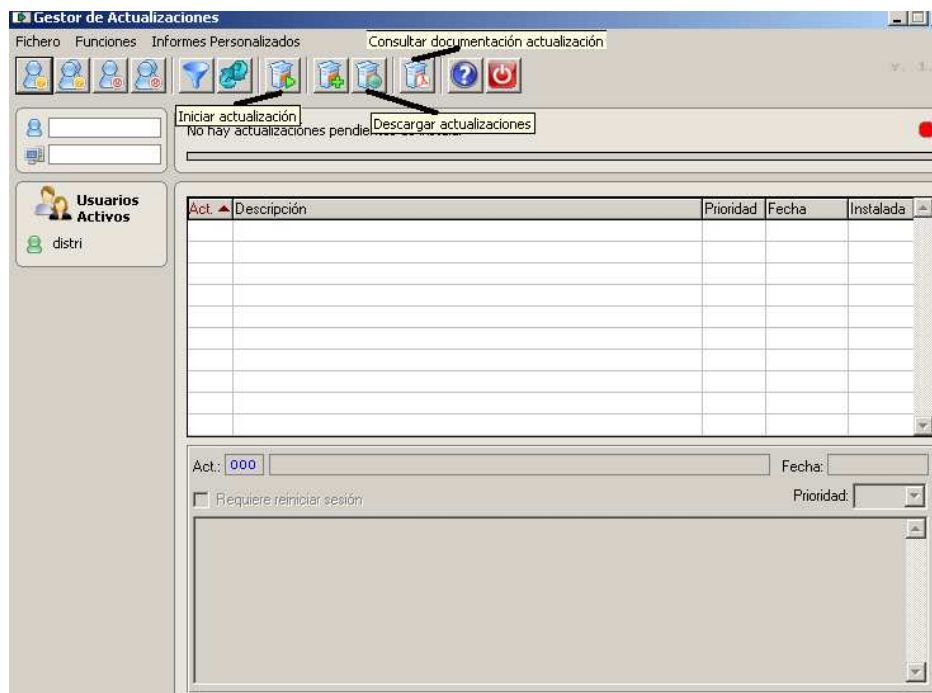 Gestor de Actualizaciones
Fichero Funciones Informes Personalizados
Consultar documentación actualización
v. 1.
Iniciar actualización
Descargar actualizaciones
No hay actualizaciones
Usuarios
Activos
distri
Act. Descripción Prioridad Fecha Instalada
Act.: 000 Fecha:
Requiere reiniciar sesión Prioridad: